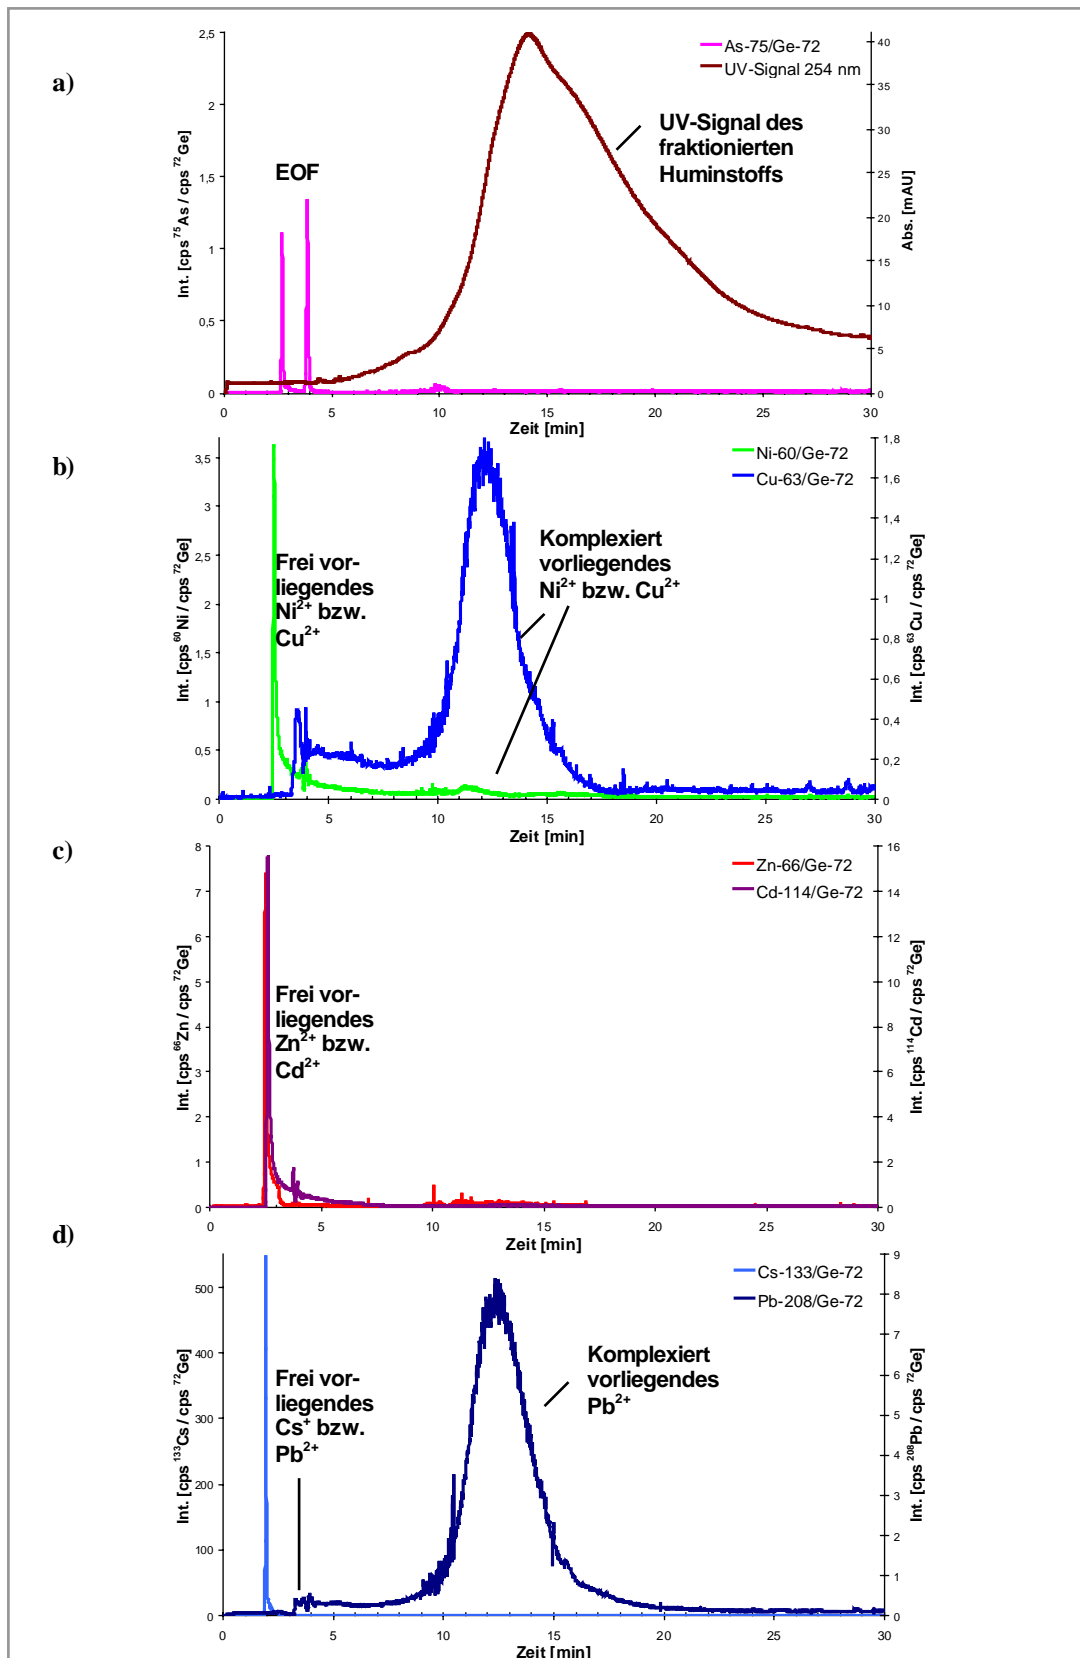 a)
2,5
2
1,5
1
0,5
0
Int. [cps ⁷⁵As / cps ⁷²Ge]
As-75/Ge-72
UV-Signal 254 nm
EOF
UV-Signal des
fraktionierten
Huminstoffs
40
35
30
25
20
15
10
5
0
Abs. [mAU]
0 5 10 15 20 25 30
Zeit [min]
b)
3,5
3
2,5
2
1,5
1
0,5
0
Int. [cps ⁶⁰Ni / cps ⁷²Ge]
Ni-60/Ge-72
Cu-63/Ge-72
Frei vor-
liegendes
Ni²⁺ bzw.
Cu²⁺
Komplexiert
vorliegendes
Ni²⁺ bzw. Cu²⁺
1,8
1,6
1,4
1,2
1
0,8
0,6
0,4
0,2
0
Int. [cps ⁶³Cu / cps ⁷²Ge]
0 5 10 15 20 25 30
Zeit [min]
c)
8
7
6
5
4
3
2
1
0
Int. [cps ⁶⁶Zn / cps ⁷²Ge]
Zn-66/Ge-72
Cd-114/Ge-72
Frei vor-
liegendes
Zn²⁺ bzw.
Cd²⁺
16
14
12
10
8
6
4
2
0
Int. [cps ¹¹⁴Cd / cps ⁷²Ge]
0 5 10 15 20 25 30
Zeit [min]
d)
500
400
300
200
100
0
Int. [cps ¹³³Cs / cps ⁷²Ge]
Cs-133/Ge-72
Pb-208/Ge-72
Frei vor-
liegendes
Cs⁺ bzw.
Pb²⁺
Komplexiert
vorliegendes
Pb²⁺
9
8
7
6
5
4
3
2
1
0
Int. [cps ²⁰⁸Pb / cps ⁷²Ge]
0 5 10 15 20 25 30
Zeit [min]